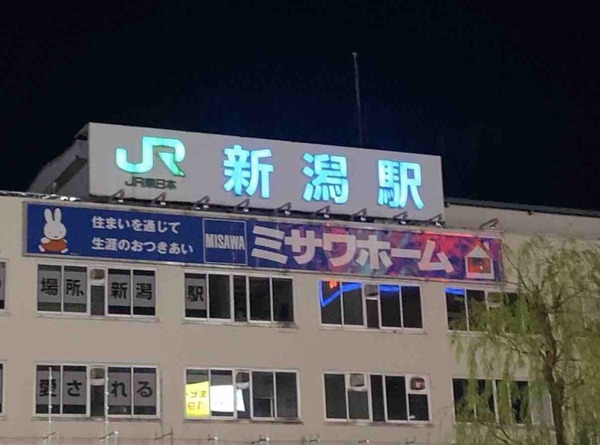 JR 新潟駅
JR東日本
住まいを通じて
生涯のおつきあい
MISAWA
ミサワホーム
場所 新潟 駅
愛される